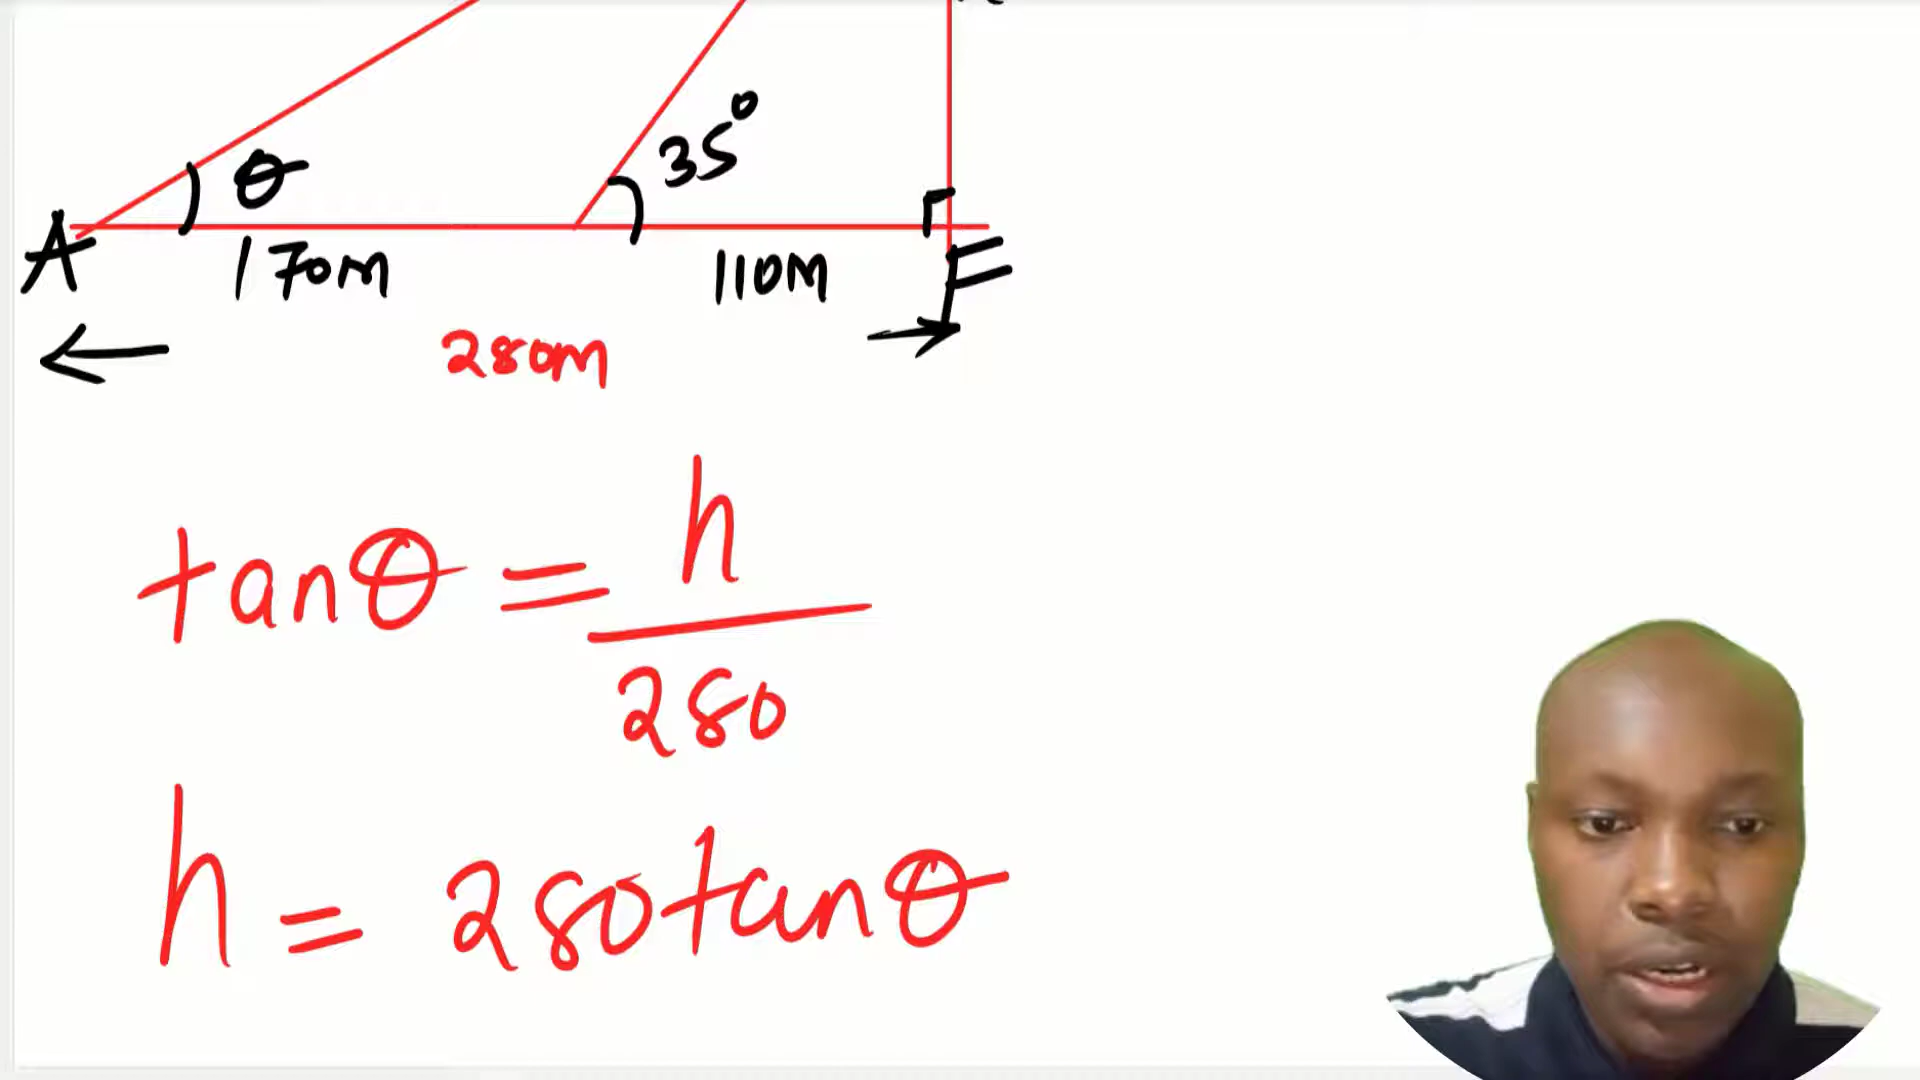 35°
θ
A 170m 110m F
280m
tanθ = h
280
h = 280tanθ